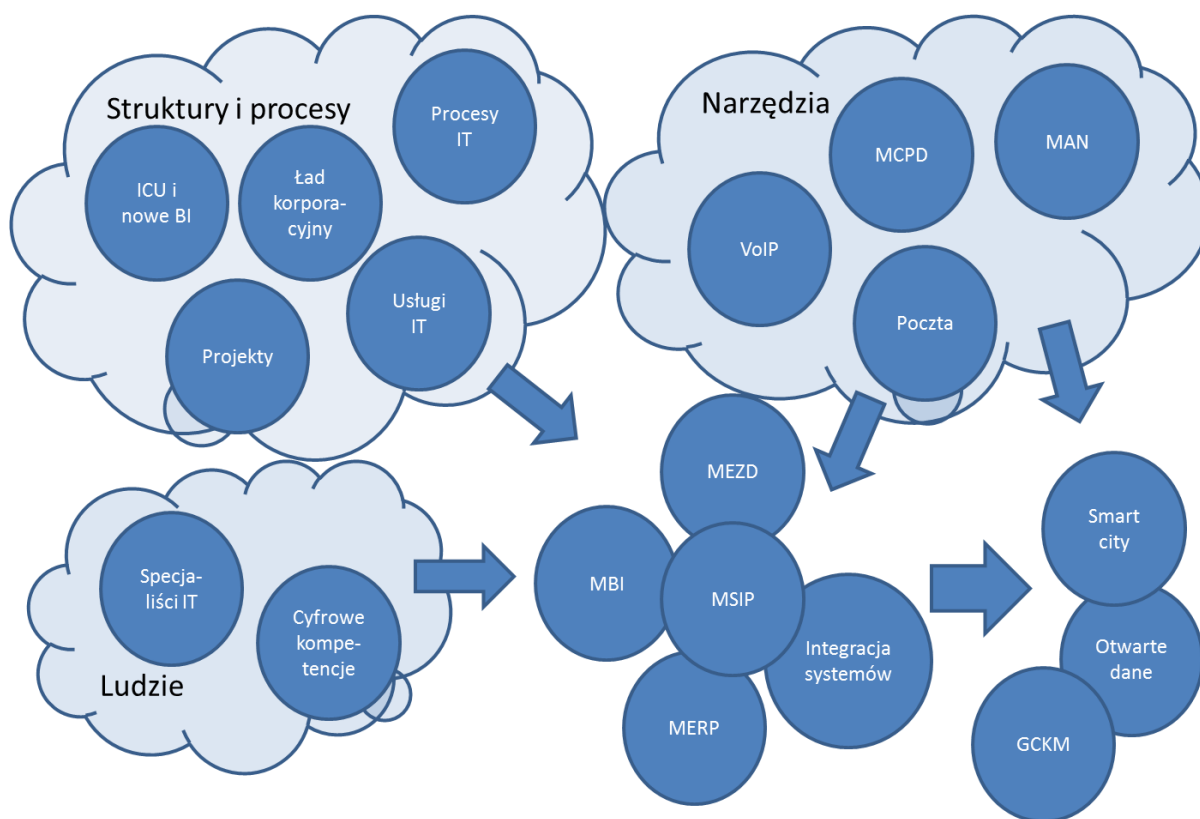 Struktury i procesy
Procesy
IT
ICU i
nowe BI
Ład
korpora-
cyjny
Usługi
IT
Projekty
Narzędzia
MCPD
MAN
VoIP
Poczta
Specja-
liści IT
Cyfrowe
kompe-
tencje
Ludzie
MEZD
MBI
MSIP
Integracja
systemów
MERP
Smart
city
Otwarte
dane
GCKM